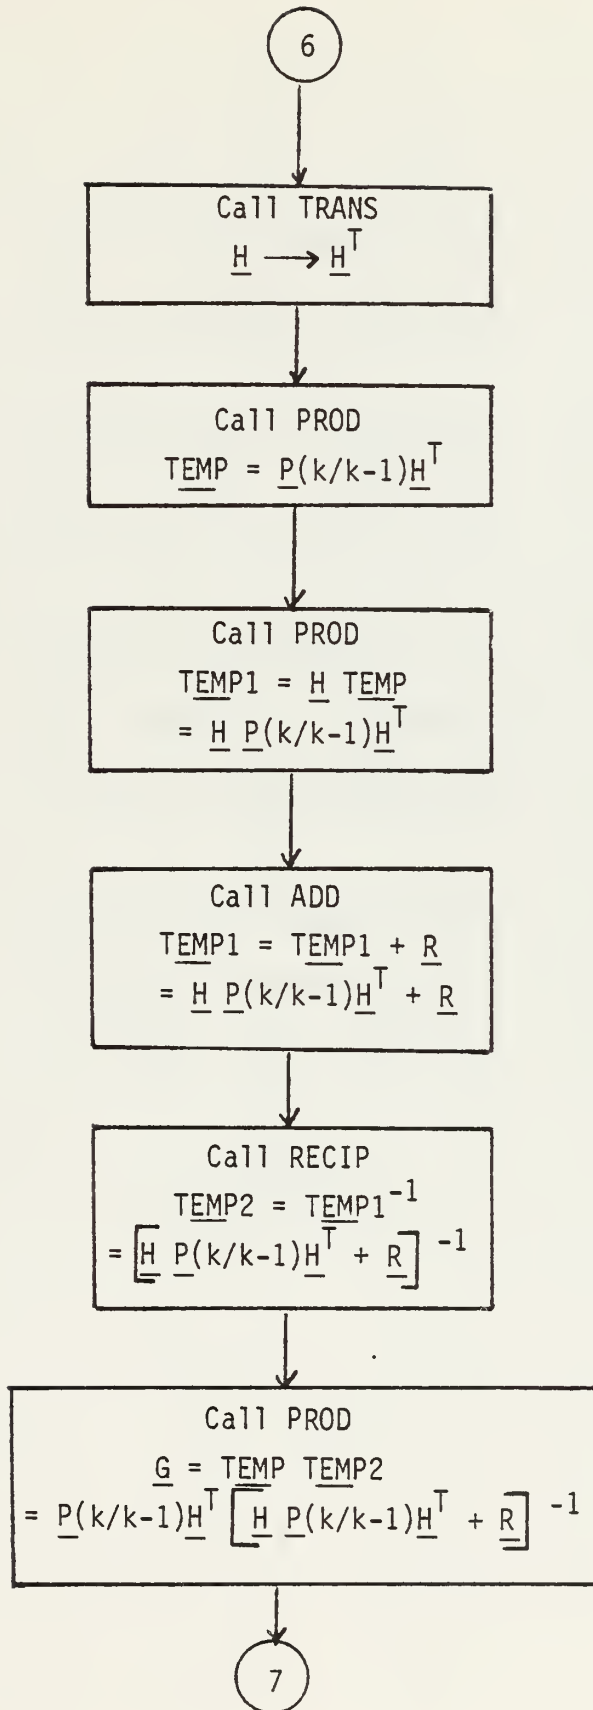 6
Call TRANS
H → H^T
Call PROD
TEMP = P(k/k-1)H^T
Call PROD
TEMP1 = H TEMP
= H P(k/k-1)H^T
Call ADD
TEMP1 = TEMP1 + R
= H P(k/k-1)H^T + R
Call RECIP
TEMP2 = TEMP1^-1
= [H P(k/k-1)H^T + R]^-1
Call PROD
G = TEMP TEMP2
= P(k/k-1)H^T [H P(k/k-1)H^T + R]^-1
7